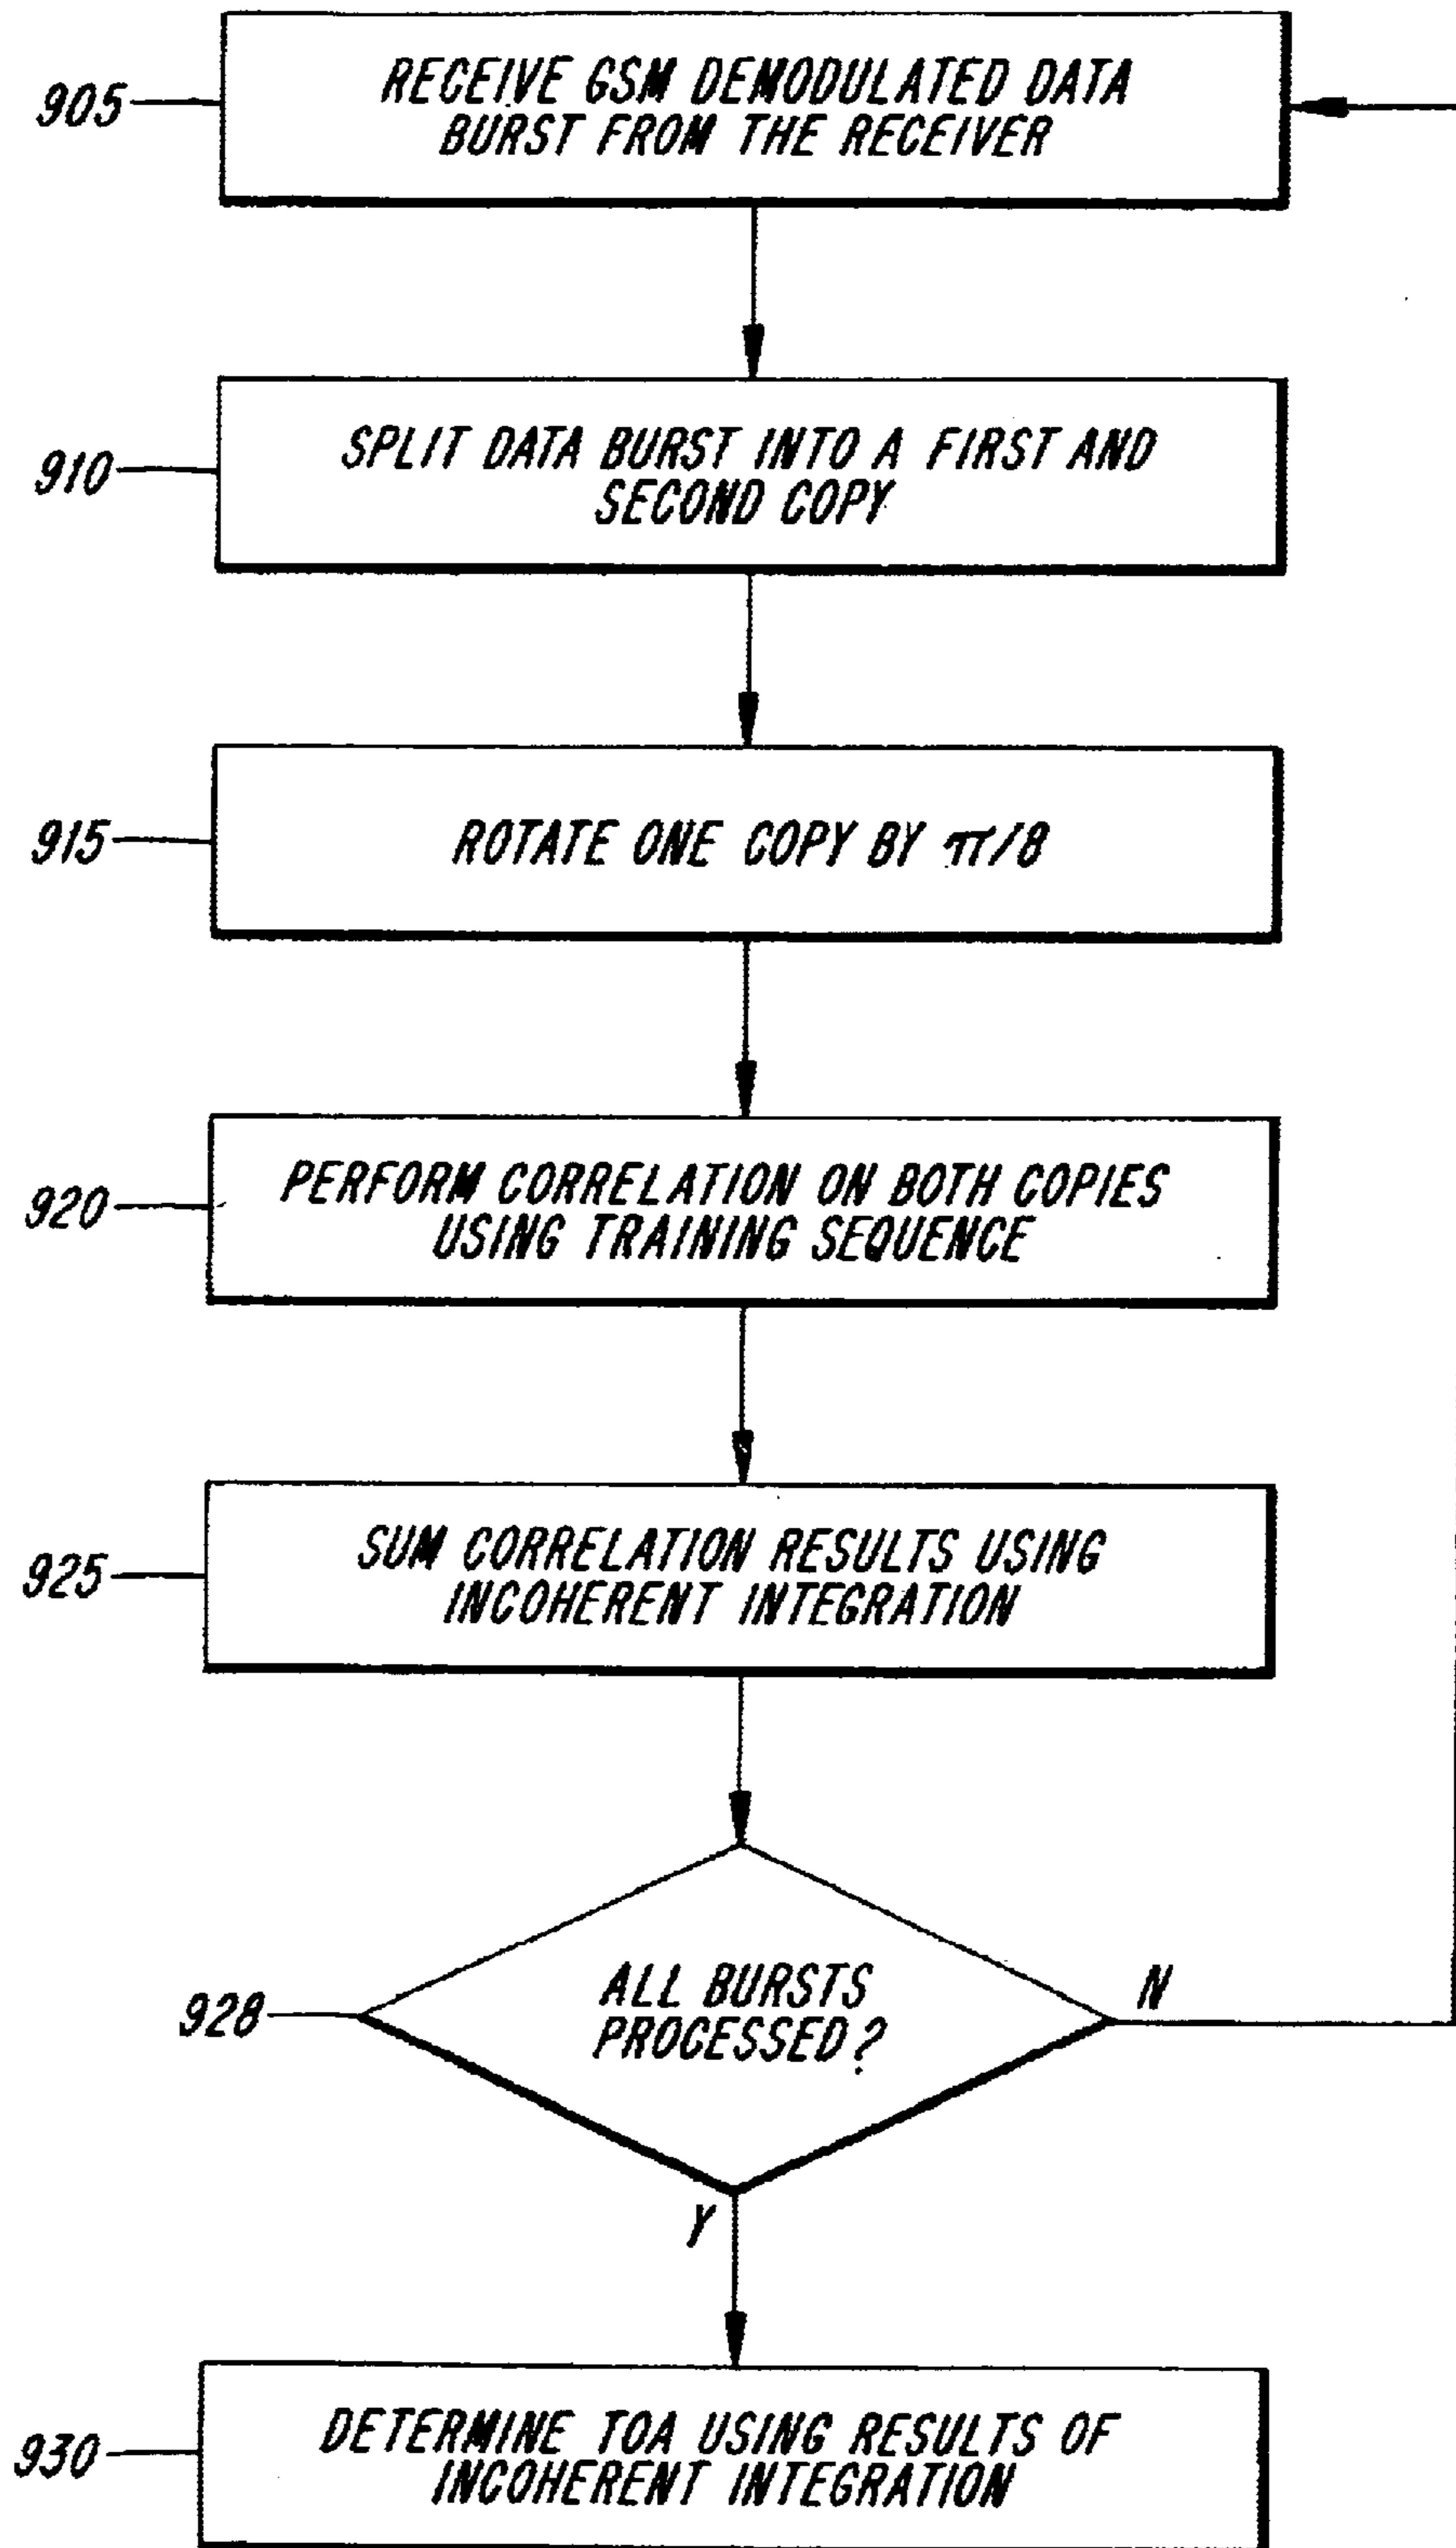 905
RECEIVE GSM DEMODULATED DATA
BURST FROM THE RECEIVER
910
SPLIT DATA BURST INTO A FIRST AND
SECOND COPY
915
ROTATE ONE COPY BY π/8
920
PERFORM CORRELATION ON BOTH COPIES
USING TRAINING SEQUENCE
925
SUM CORRELATION RESULTS USING
INCOHERENT INTEGRATION
928
ALL BURSTS
PROCESSED?
N
Y
930
DETERMINE TOA USING RESULTS OF
INCOHERENT INTEGRATION